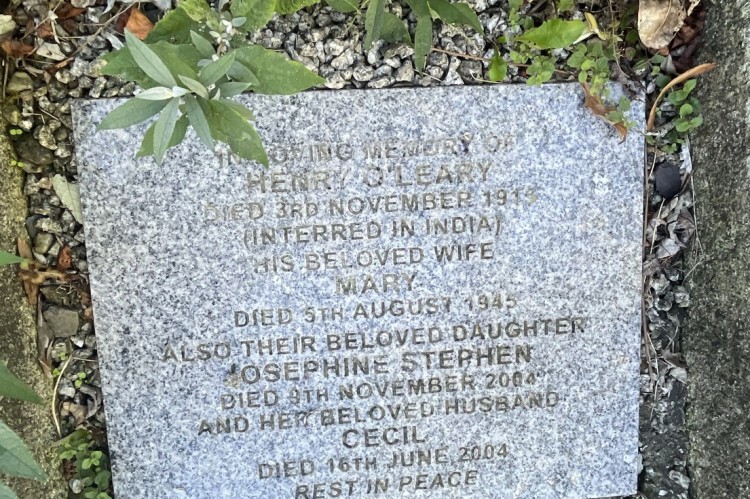 IN LOVING MEMORY OF
HENRY O'LEARY
DIED 3RD NOVEMBER 1915
(INTERRED IN INDIA)
HIS BELOVED WIFE
MARY
DIED 5TH AUGUST 1945
ALSO THEIR BELOVED DAUGHTER
JOSEPHINE STEPHEN
DIED 9TH NOVEMBER 2004
AND HER BELOVED HUSBAND
CECIL
DIED 16TH JUNE 2004
REST IN PEACE